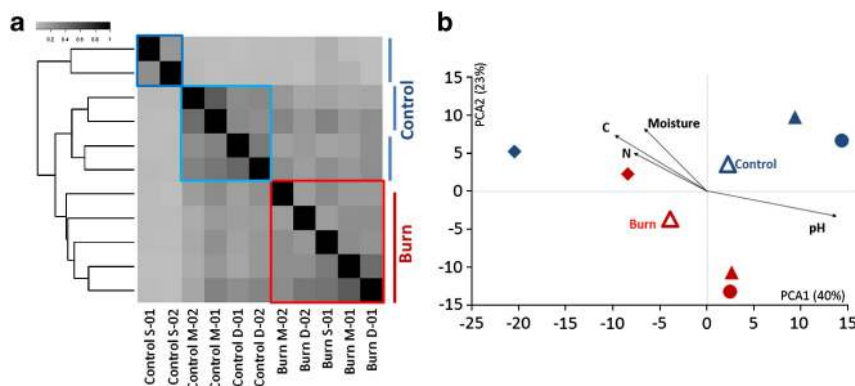 a
0.2 0.4 0.6 0.8 1
Control
Burn
Control S-01
Control S-02
Control M-02
Control M-01
Control D-01
Control D-02
Burn M-02
Burn D-02
Burn S-01
Burn M-01
Burn D-01
b
PCA2 (23%)
15
10
5
0
-5
-10
-15
C
Moisture
N
Control
Burn
pH
PCA1 (40%)
-25 -20 -15 -10 -5 0 5 10 15